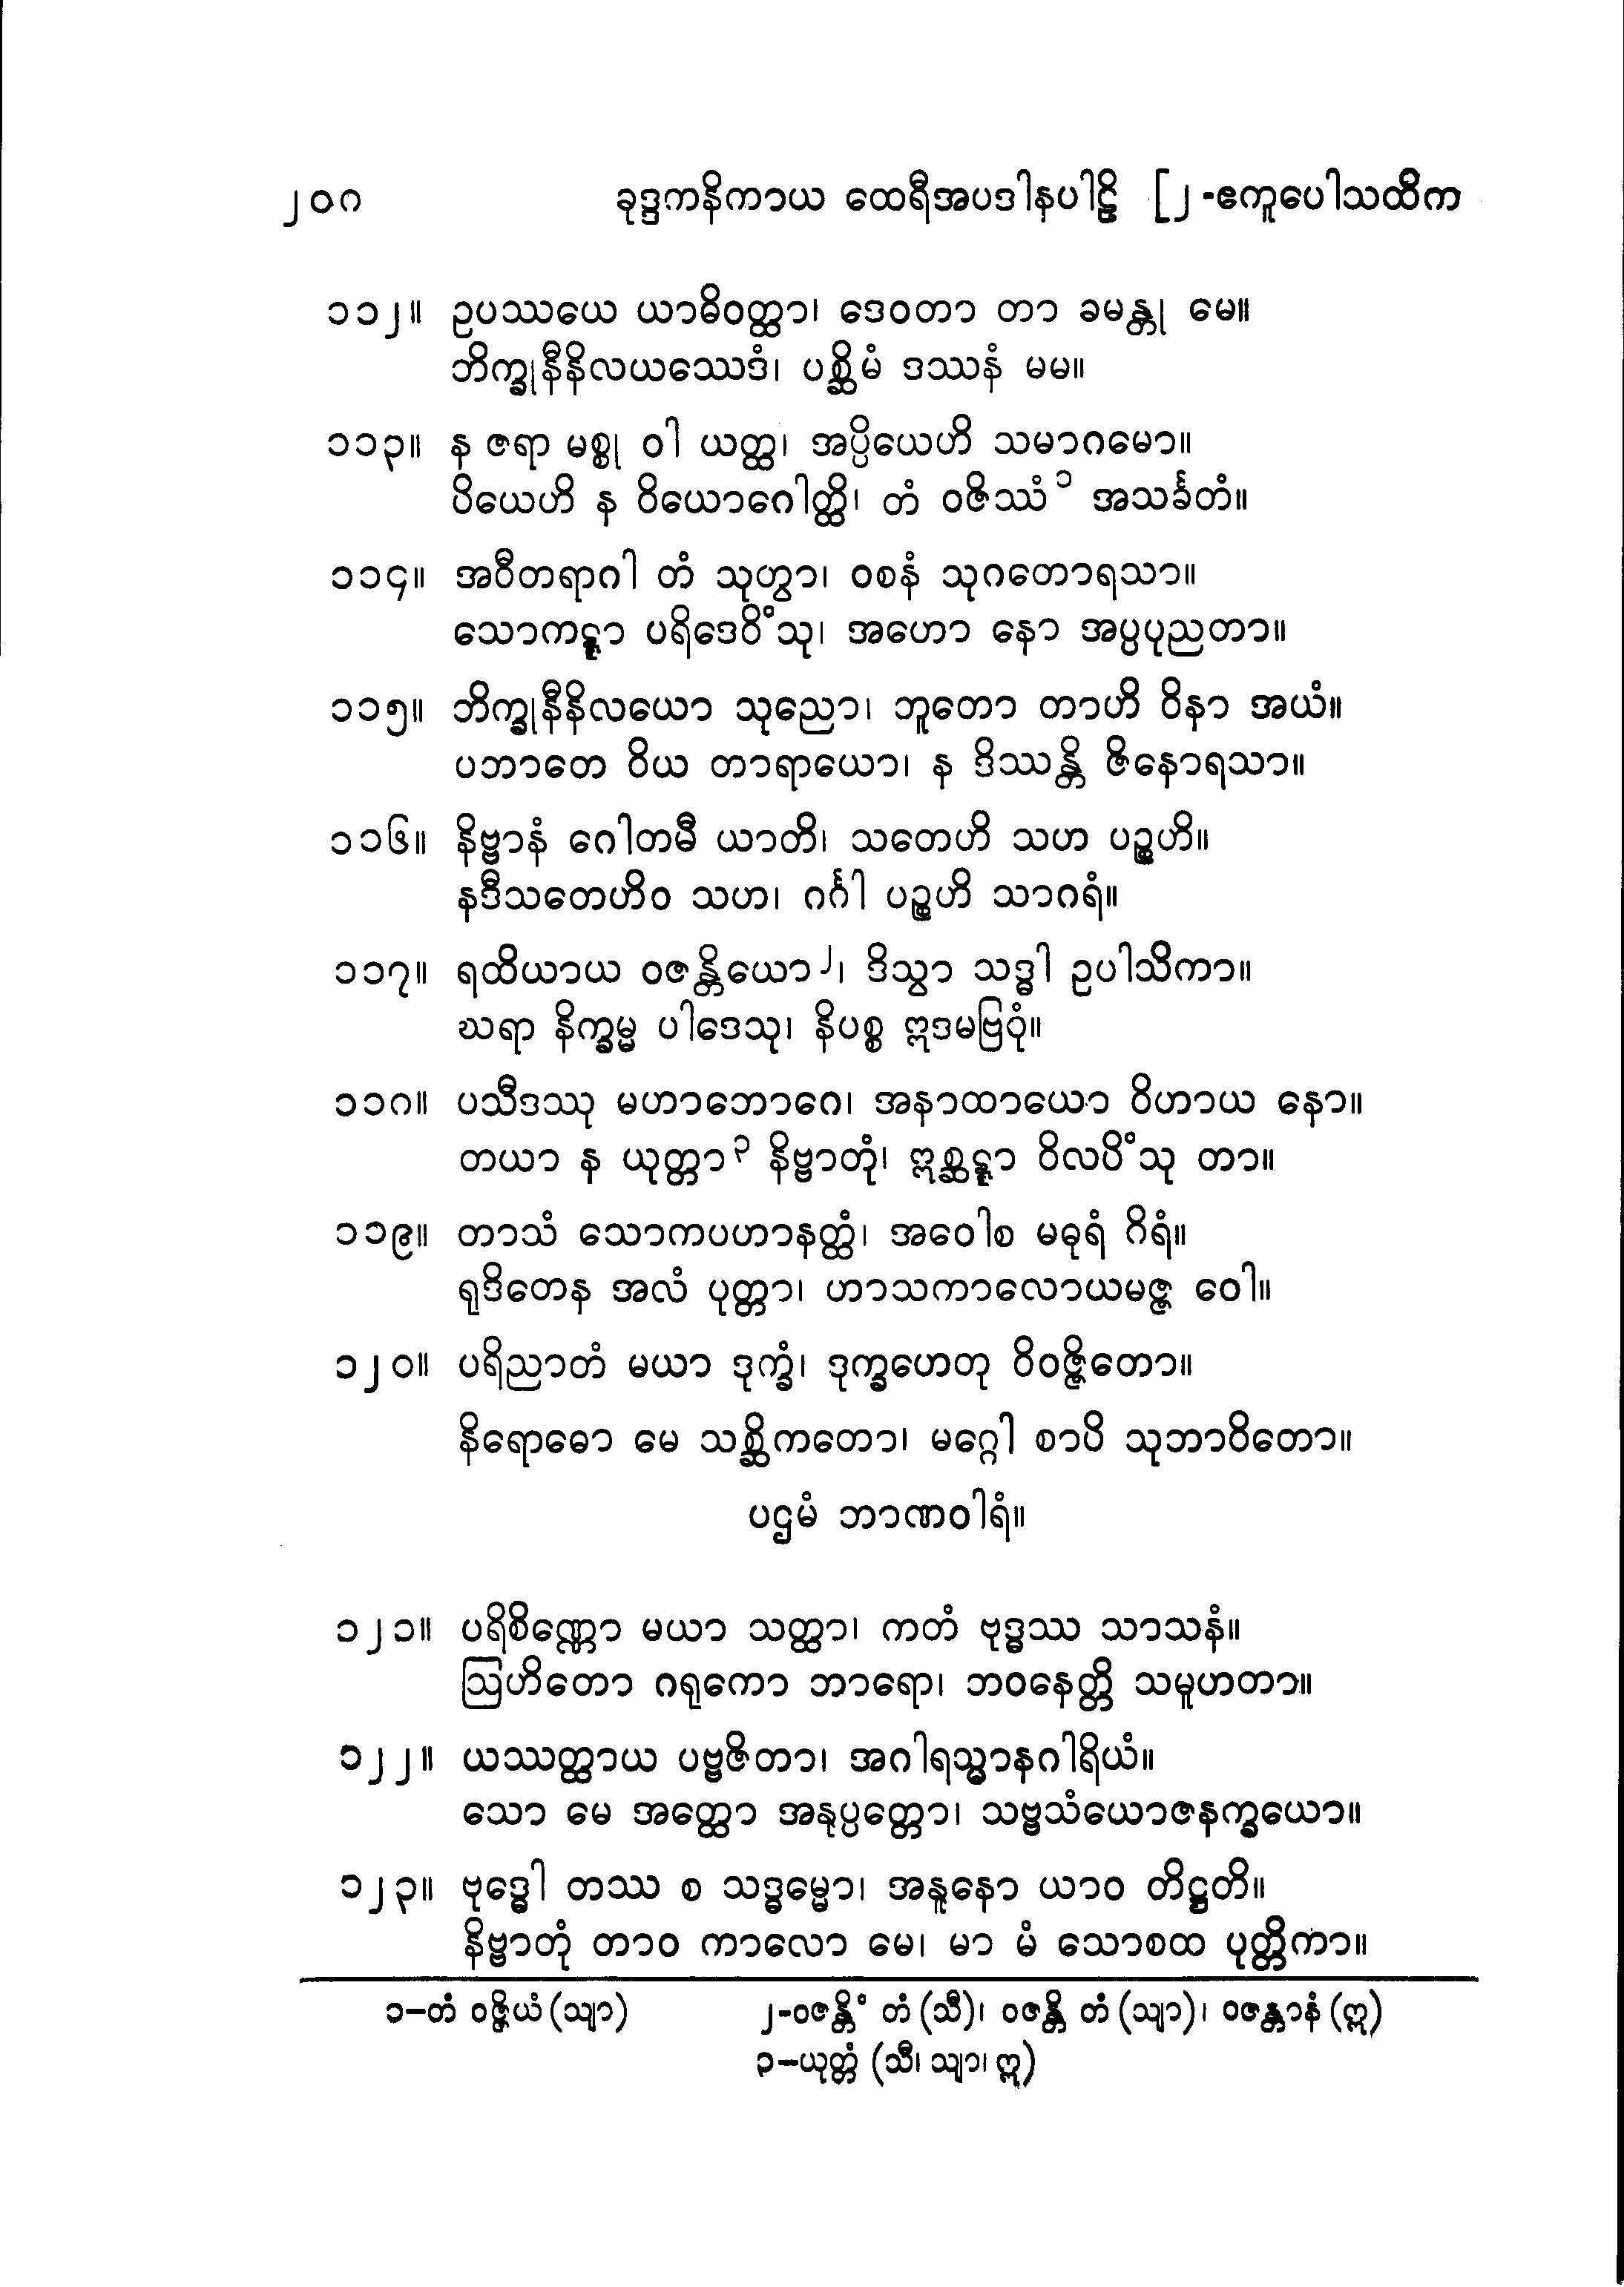 ၂၀၈ ခုဒ္ဒကနိကာယ ထေရီအပဒါနပါဠိ [၂-ဧကူပေါသထိက
၁၁၂။ ဥပဿယေ ယာဓိဝတ္ထာ၊ ဒေဝတာ တာ ခမန္တု မေ။
ဘိက္ခုနီနိလယဿေဒံ၊ ပစ္ဆိမံ ဒဿနံ မမ။
၁၁၃။ န ဇရာ မစ္စု ဝါ ယတ္ထ၊ အပ္ပိယေဟိ သမာဂမော။
ပိယေဟိ န ဝိယောဂေါတ္ထိ၊ တံ ဝဇိဿံ ၁ အသင်္ခတံ။
၁၁၄။ အဝီတရာဂါ တံ သုတွာ၊ ဝစနံ သုဂတောရသာ။
သောကဋ္ဋာ ပရိဒေဝိံသု၊ အဟော နော အပ္ပပုညတာ။
၁၁၅။ ဘိက္ခုနီနိလယော သုညော၊ ဘူတော တာဟိ ဝိနာ အယံ။
ပဘာတေ ဝိယ တာရာယော၊ န ဒိဿန္တိ ဇိနောရသာ။
၁၁၆။ နိဗ္ဗာနံ ဂေါတမီ ယာတိ၊ သတေဟိ သဟ ပဉ္စဟိ။
နဒီသတေဟိဝ သဟ၊ ဂင်္ဂါ ပဉ္စဟိ သာဂရံ။
၁၁၇။ ရထိယာယ ဝဇန္တိယော ၂၊ ဒိသွာ သဒ္ဓါ ဥပါသိကာ။
ဃရာ နိက္ခမ္မ ပါဒေသု၊ နိပစ္စ ဣဒမဗြဝုံ။
၁၁၈။ ပသီဒဿု မဟာဘောဂေ၊ အနာထာယော ဝိဟာယ နော။
တယာ န ယုတ္တာ ၃ နိဗ္ဗာတုံ၊ ဣစ္ဆဋ္ဋာ ဝိလပိံသု တာ။
၁၁၉။ တာသံ သောကပဟာနတ္ထံ၊ အဝေါစ မဓုရံ ဂိရံ။
ရုဒိတေန အလံ ပုတ္တာ၊ ဟာသကာလောယမဇ္ဇ ဝေါ။
၁၂၀။ ပရိညာတံ မယာ ဒုက္ခံ၊ ဒုက္ခဟေတု ဝိဝဇ္ဇိတော။
နိရောဓော မေ သစ္ဆိကတော၊ မဂ္ဂေါ စာပိ သုဘာဝိတော။
ပဌမံ ဘာဏဝါရံ။
၁၂၁။ ပရိစိဏ္ဏော မယာ သတ္ထာ၊ ကတံ ဗုဒ္ဓဿ သာသနံ။
ဩဟိတော ဂရုကော ဘာရော၊ ဘဝနေတ္တိ သမူဟတာ။
၁၂၂။ ယဿတ္ထာယ ပဗ္ဗဇိတာ၊ အဂါရသ္မာနဂါရိယံ။
သော မေ အတ္ထော အနုပ္ပတ္တော၊ သဗ္ဗသံယောဇနက္ခယော။
၁၂၃။ ဗုဒ္ဓေါ တဿ စ သဒ္ဓမ္မော၊ အနူနော ယာဝ တိဋ္ဌတိ။
နိဗ္ဗာတုံ တာဝ ကာလော မေ၊ မာ မံ သောစထ ပုတ္တိကာ။
၁-တံ ဝဇ္ဇိယံ (သျာ) ၂-ဝဇန္တိံ တံ (သီ)၊ ဝဇန္တိ တံ (သျာ)၊ ဝဇန္တာနံ (ဣ)
၃-ယုတ္တံ (သီ၊ သျာ၊ ဣ)